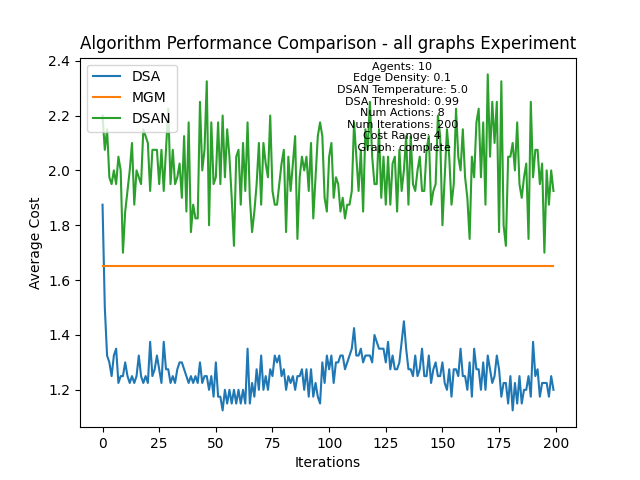 Algorithm Performance Comparison - all graphs Experiment
DSA
MGM
DSAN
Agents: 10
Edge Density: 0.1
DSAN Temperature: 5.0
DSA Threshold: 0.99
Num Actions: 8
Num Iterations: 200
Cost Range: 4
Graph: complete
Average Cost
2.4
2.2
2.0
1.8
1.6
1.4
1.2
0 25 50 75 100 125 150 175 200
Iterations